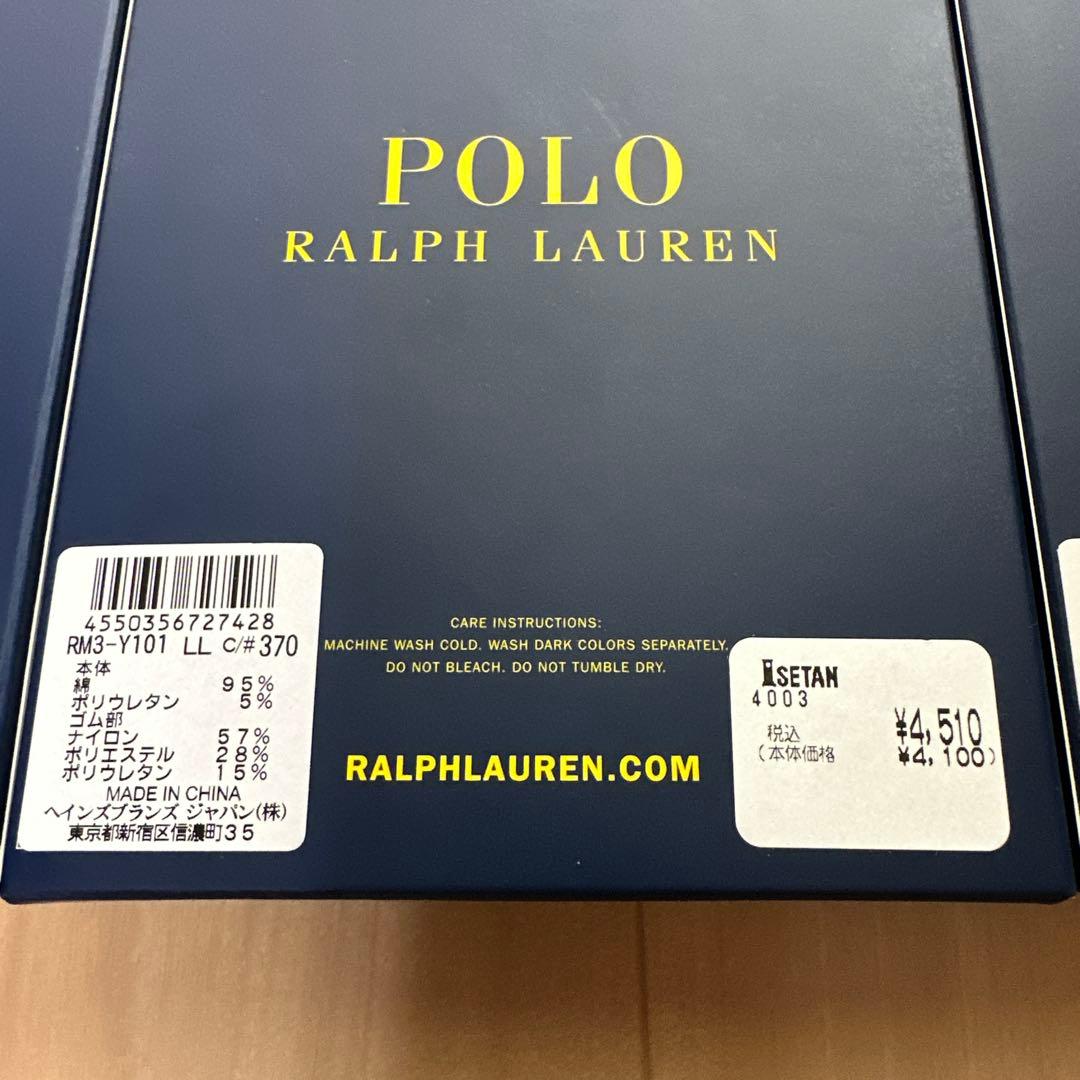 POLO
RALPH LAUREN
4550356727428
RM3-Y101 LL C/#370
本体
綿 95%
ポリウレタン 5%
ゴム部
ナイロン 57%
ポリエステル 28%
ポリウレタン 15%
MADE IN CHINA
ヘインズブランズ ジャパン(株)
東京都新宿区信濃町35
CARE INSTRUCTIONS:
MACHINE WASH COLD. WASH DARK COLORS SEPARATELY.
DO NOT BLEACH. DO NOT TUMBLE DRY.
RALPHLAUREN.COM
ISETAN
4003
税込 ¥4,510
(本体価格 ¥4,100)